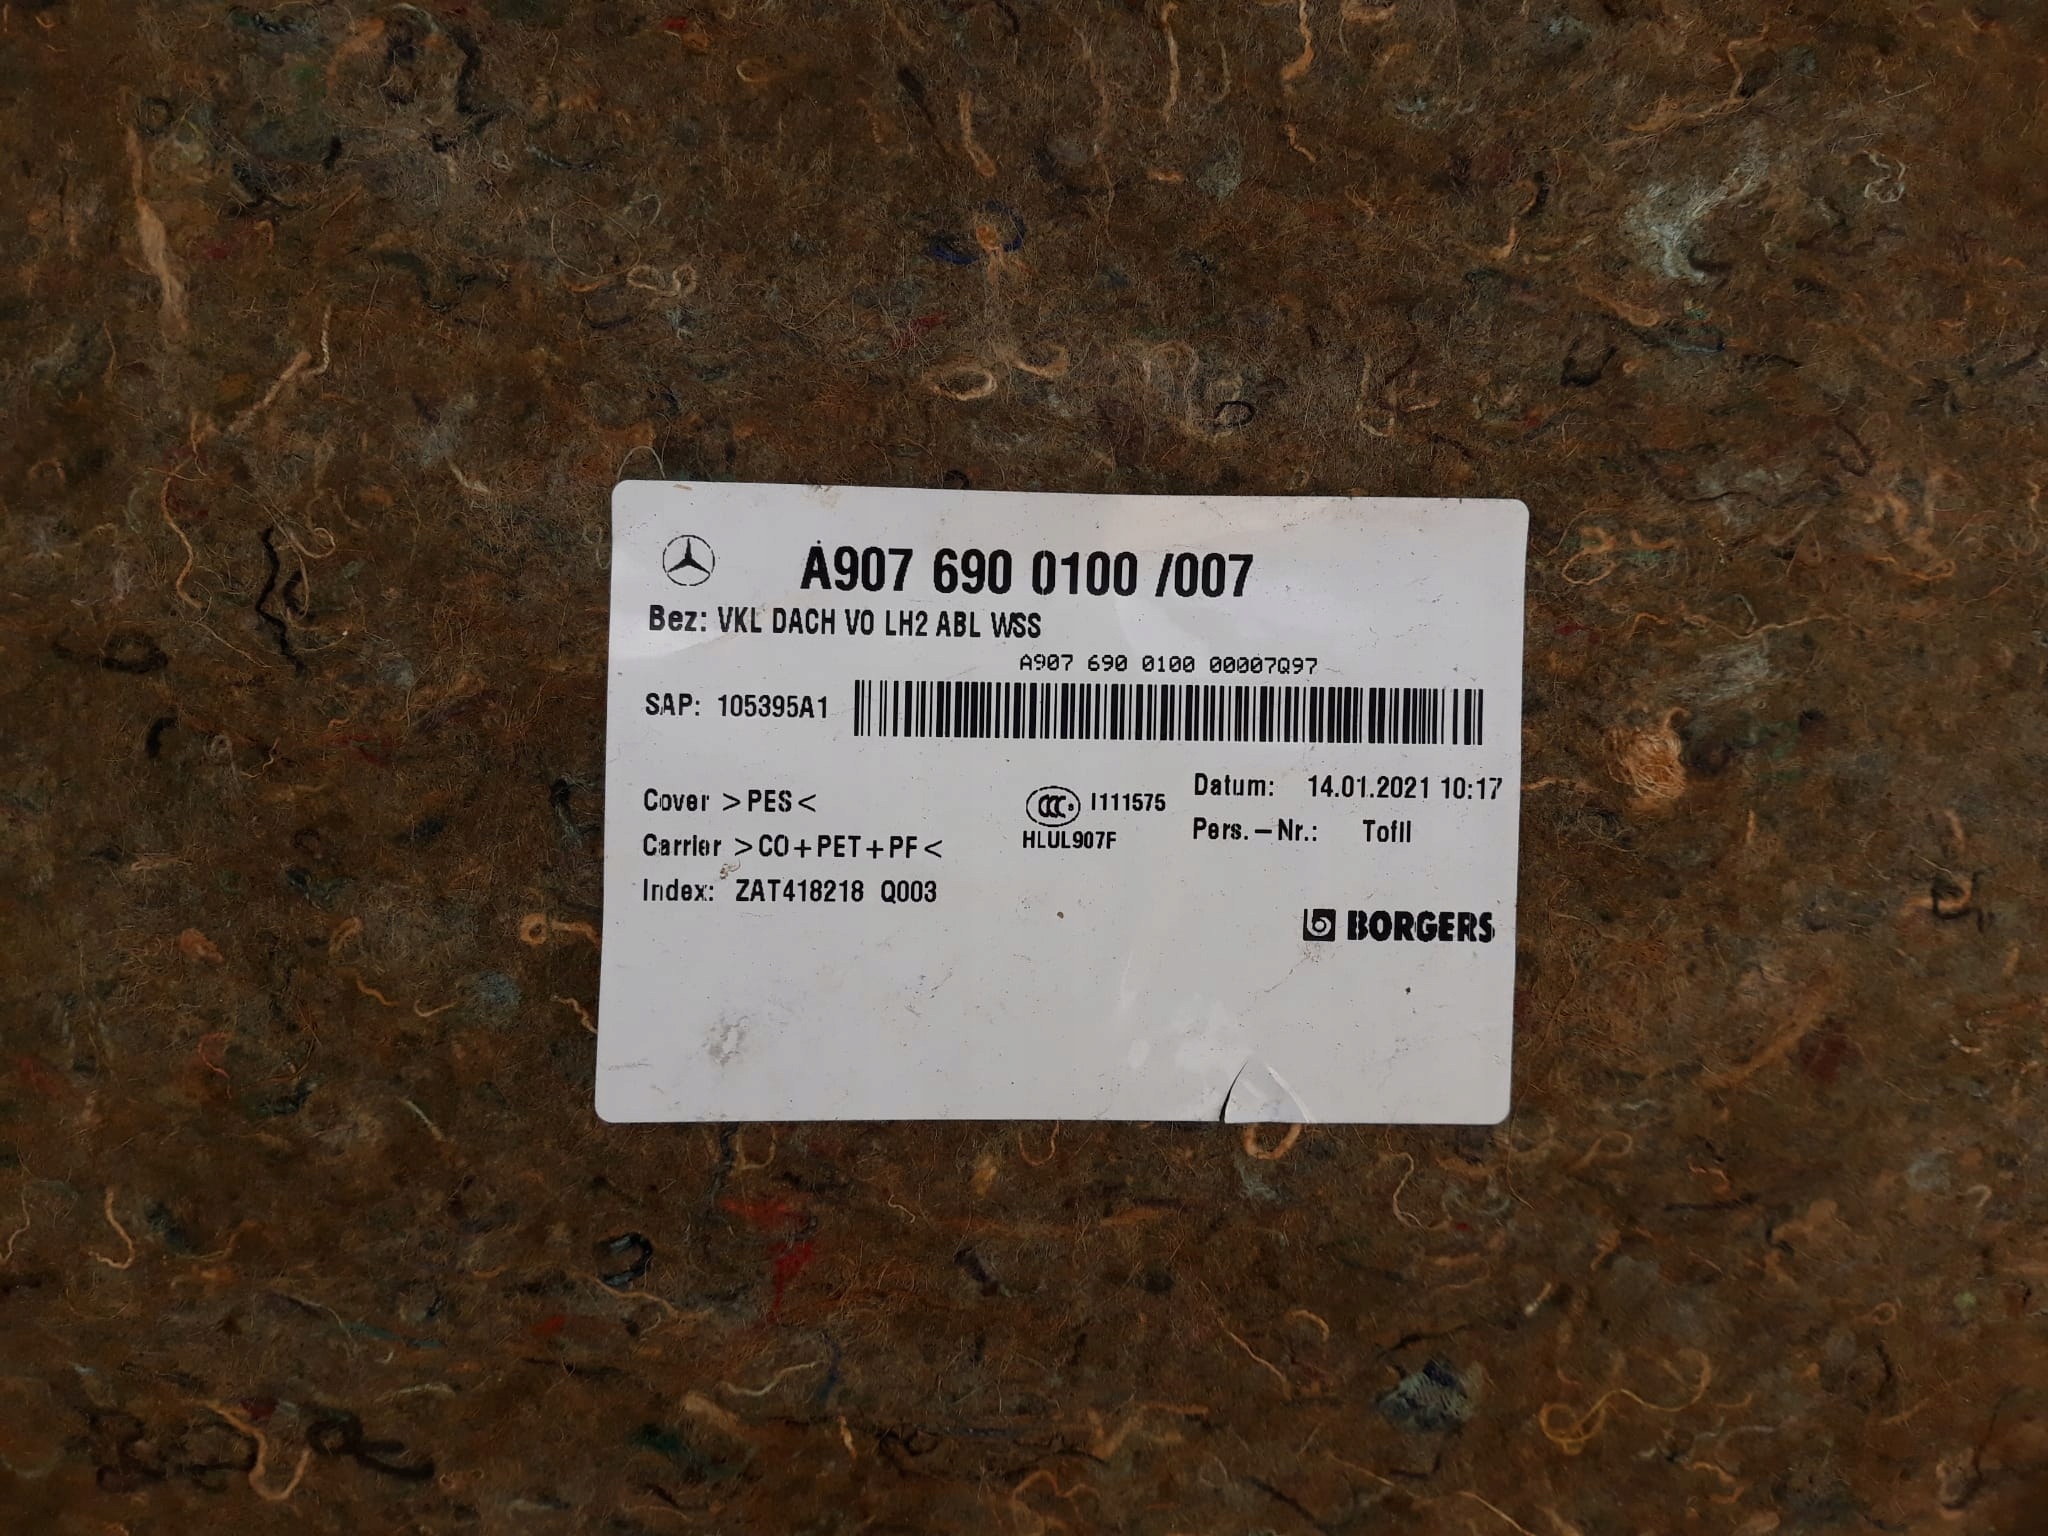 A907 690 0100 /007
Bez: VKL DACH VO LH2 ABL WSS
A907 690 0100 00007Q97
SAP: 105395A1
Cover >PES<
Carrier >CO+PET+PF<
Index: ZAT418218 Q003
CCC S I111575
HLUL907F
Datum: 14.01.2021 10:17
Pers.-Nr.: Tofil
BORGERS